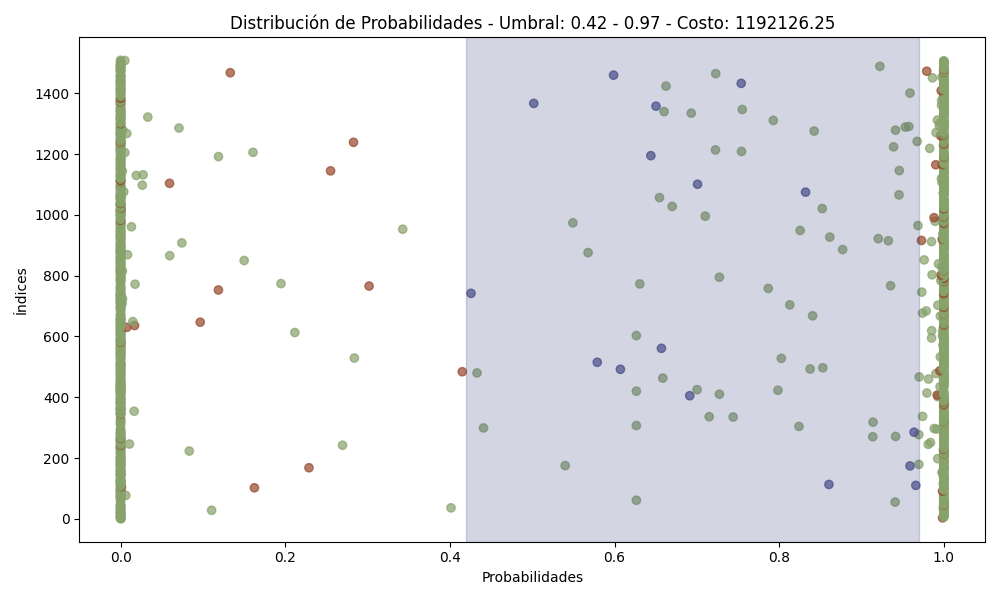 Distribución de Probabilidades - Umbral: 0.42 - 0.97 - Costo: 1192126.25
Índices
1400
1200
1000
800
600
400
200
0
0.0 0.2 0.4 0.6 0.8 1.0
Probabilidades